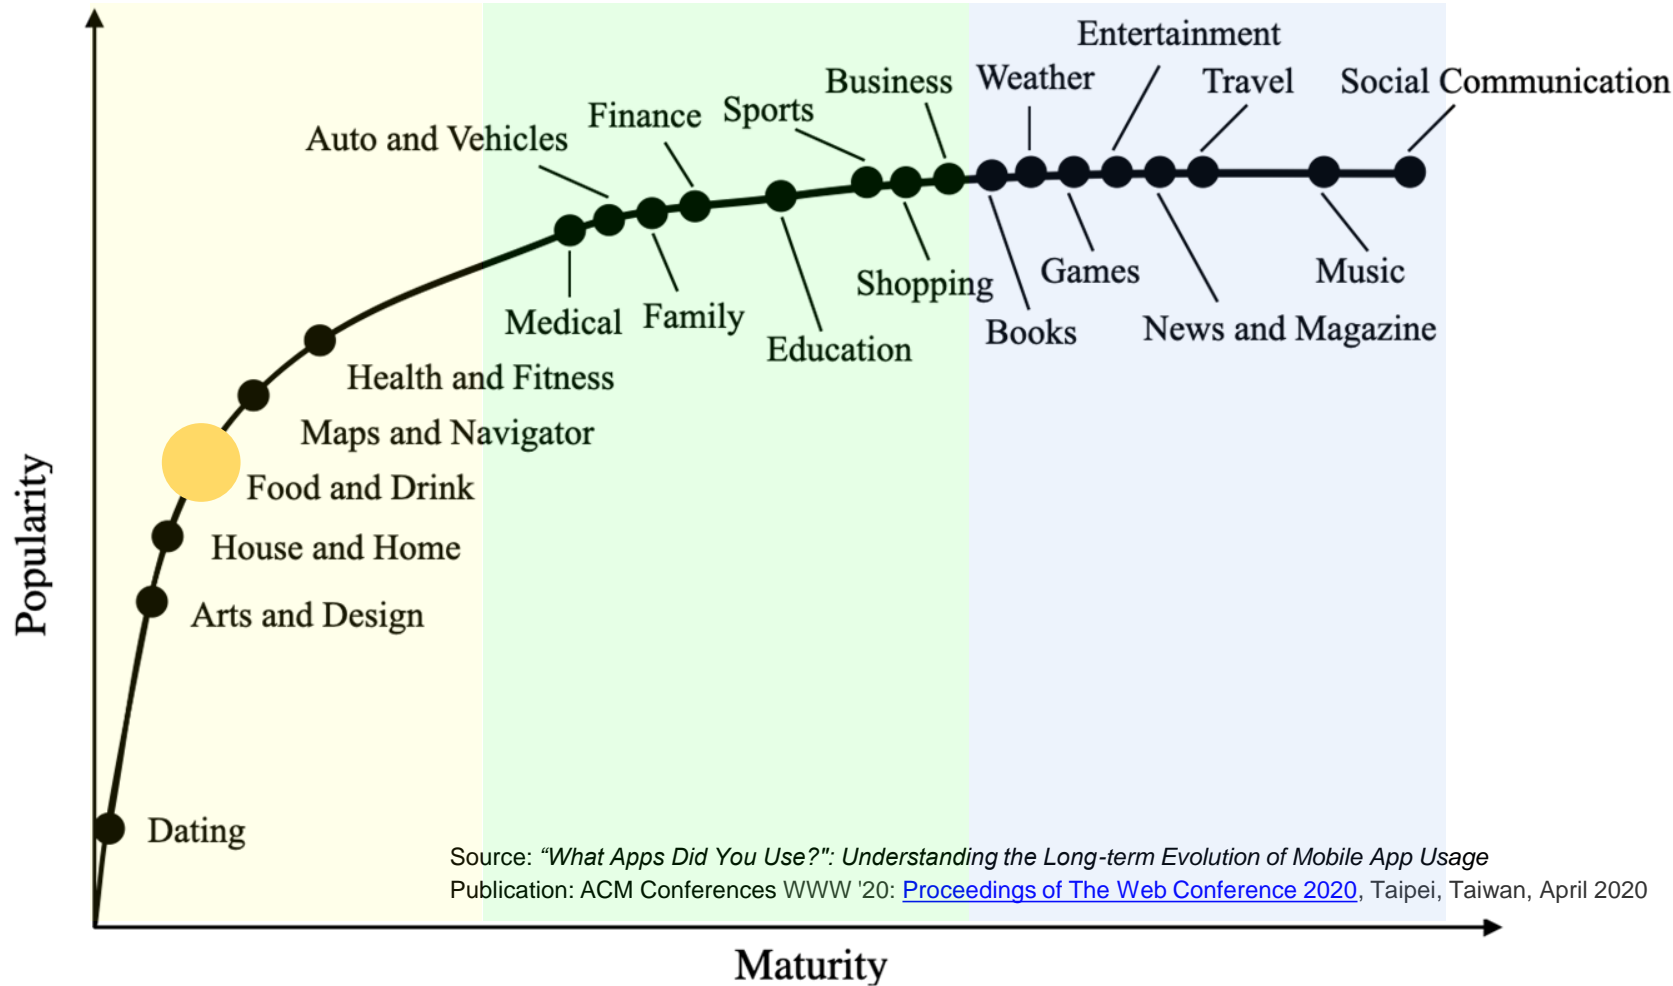 Entertainment
Weather
Travel
Social Communication
Business
Sports
Finance
Auto and Vehicles
Shopping
Games
Music
Medical
Family
Books
News and Magazine
Education
Health and Fitness
Maps and Navigator
Food and Drink
House and Home
Arts and Design
Popularity
Dating
Source: “What Apps Did You Use?": Understanding the Long-term Evolution of Mobile App Usage
Publication: ACM Conferences WWW '20: Proceedings of The Web Conference 2020, Taipei, Taiwan, April 2020
Maturity